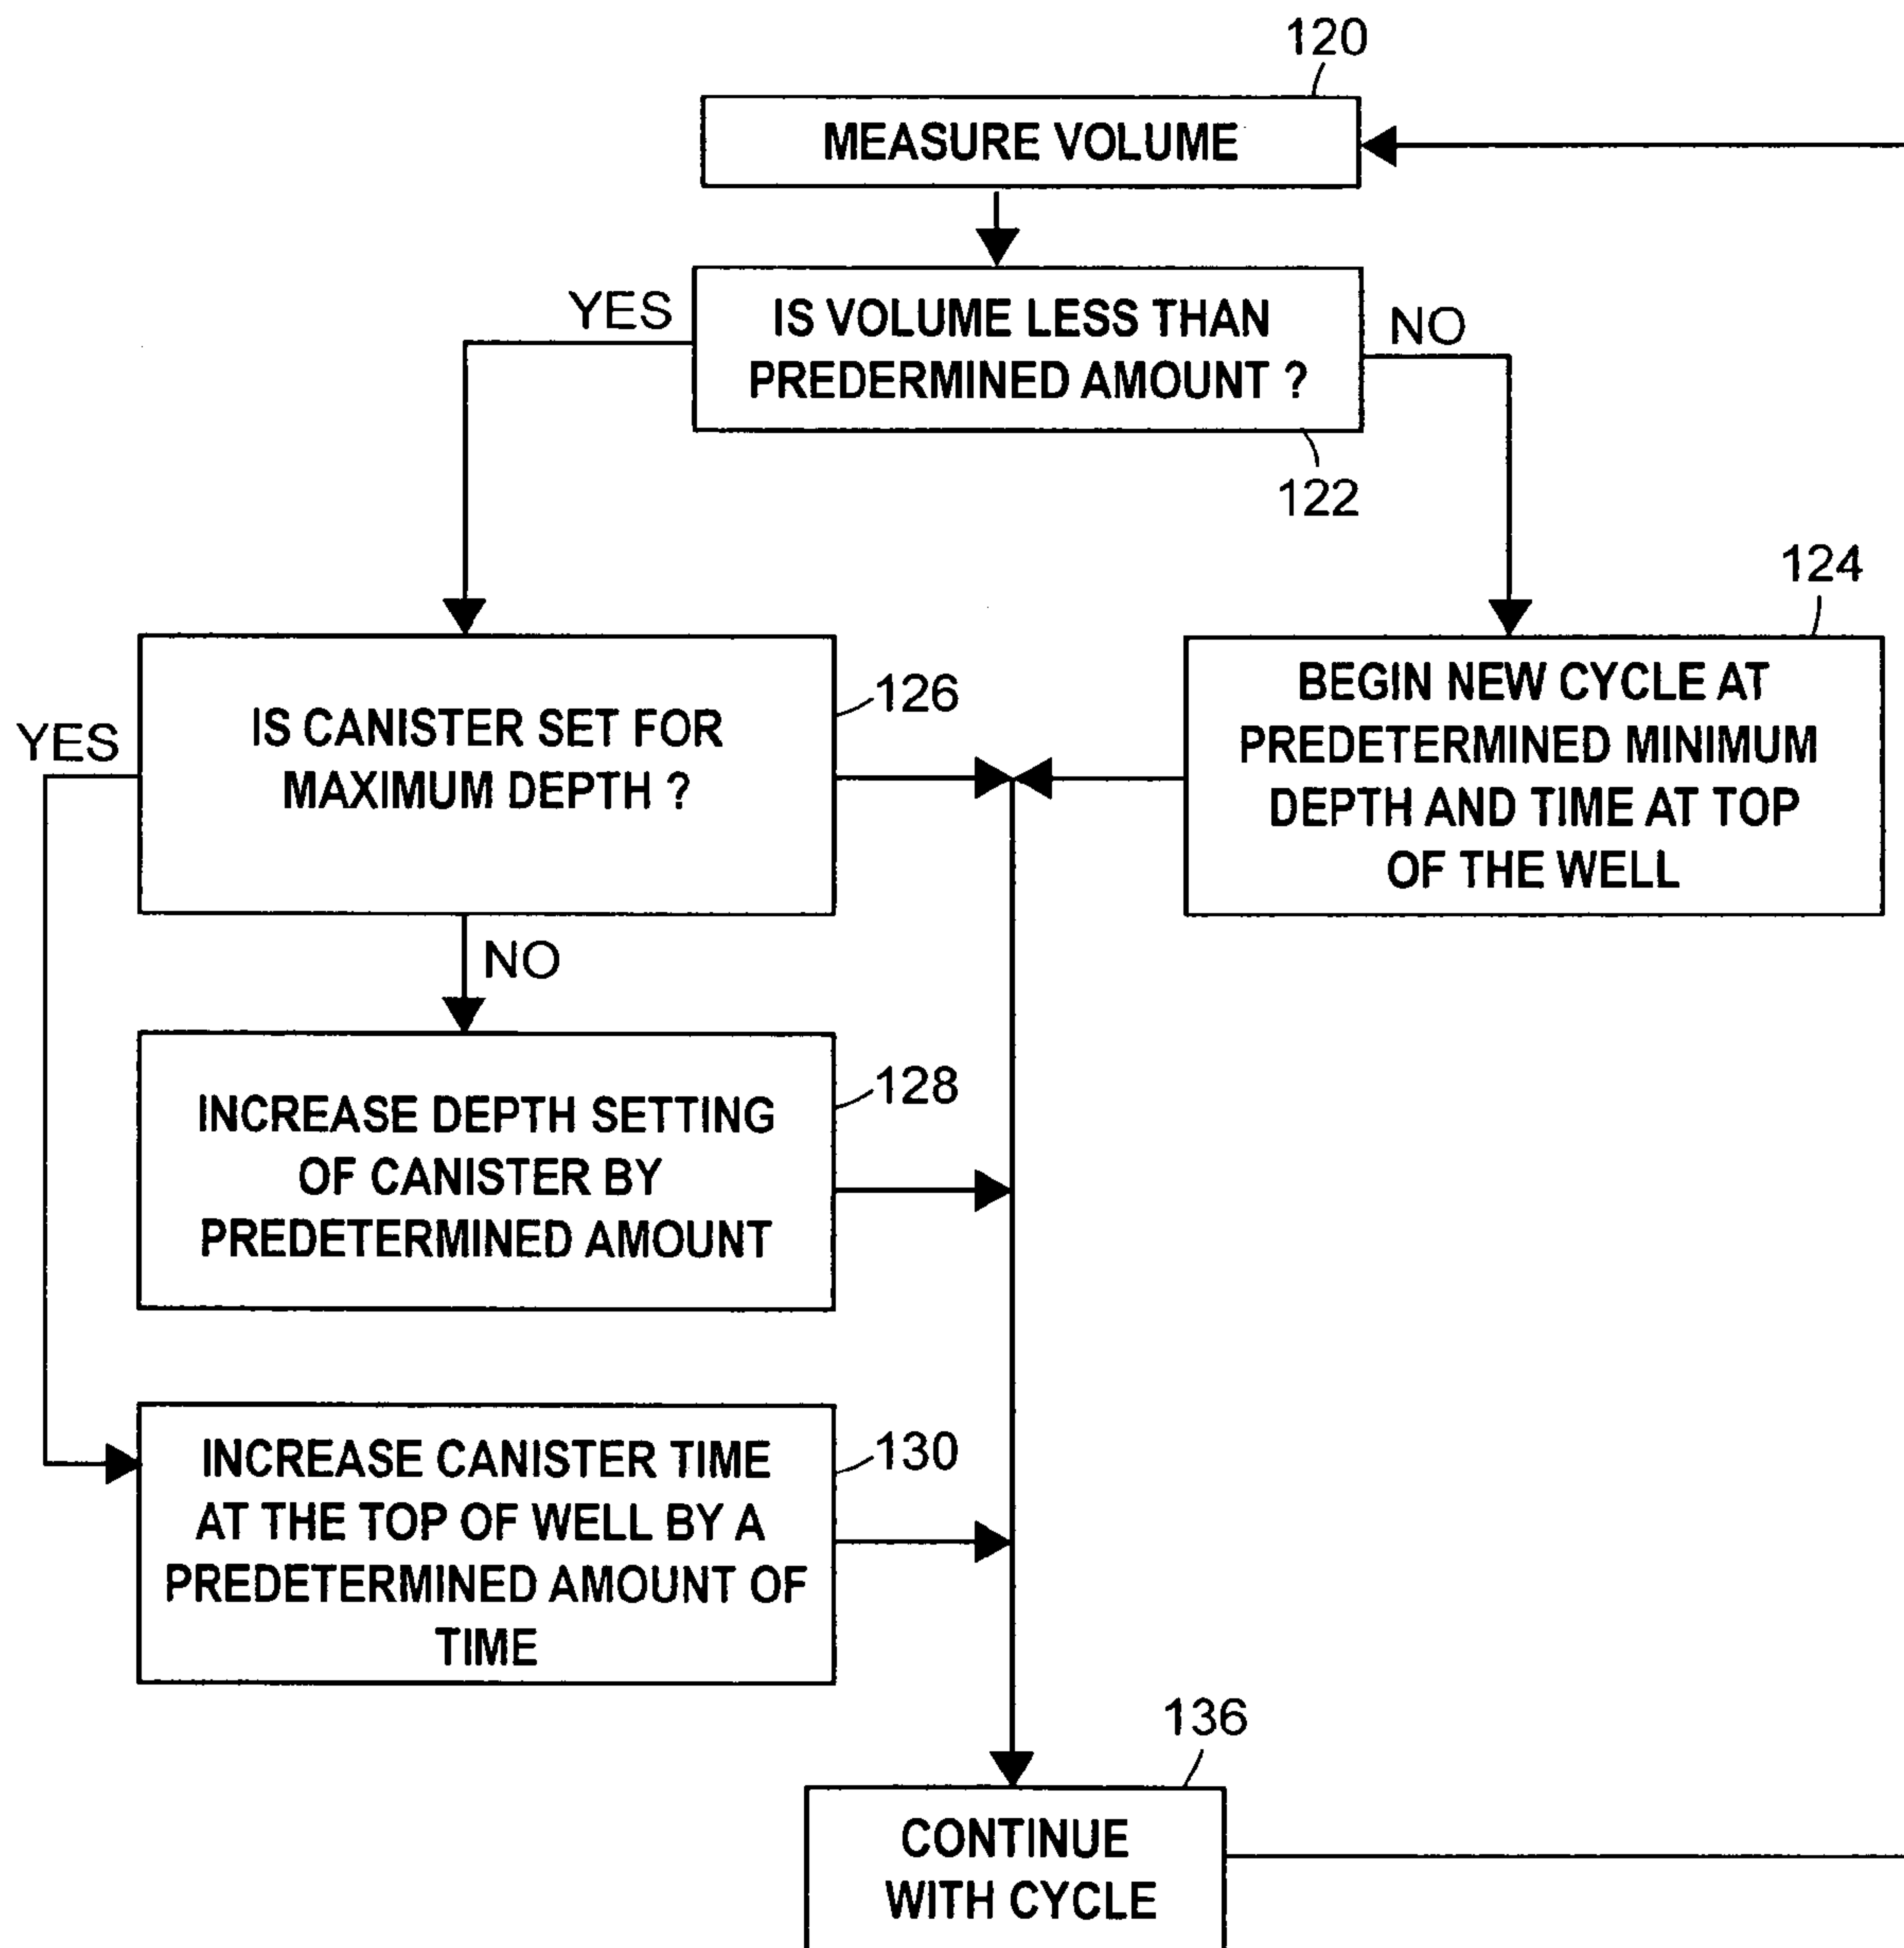 120
MEASURE VOLUME
YES
IS VOLUME LESS THAN
PREDERMINED AMOUNT ?
NO
122
124
BEGIN NEW CYCLE AT
PREDETERMINED MINIMUM
DEPTH AND TIME AT TOP
OF THE WELL
YES
IS CANISTER SET FOR
MAXIMUM DEPTH ?
126
NO
INCREASE DEPTH SETTING
OF CANISTER BY
PREDETERMINED AMOUNT
128
INCREASE CANISTER TIME
AT THE TOP OF WELL BY A
PREDETERMINED AMOUNT OF
TIME
130
136
CONTINUE
WITH CYCLE